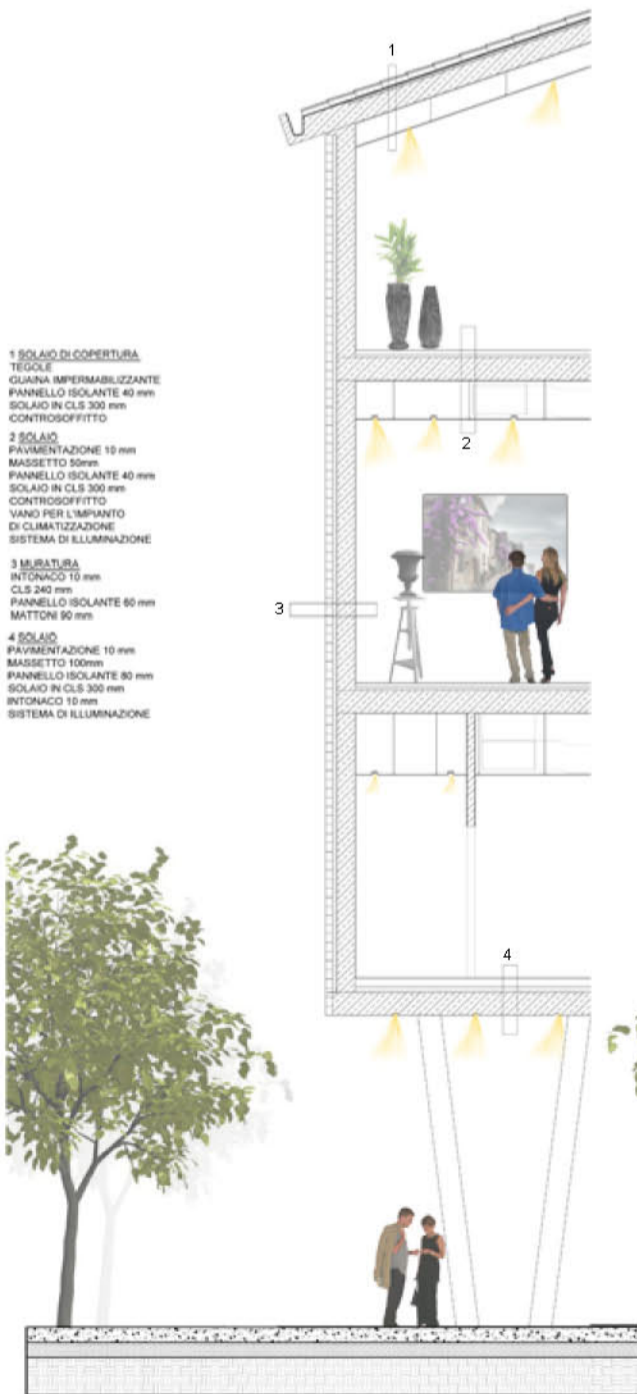 1
2
3
4
1 SOLAIO DI COPERTURA
TEGOLE
GUAINA IMPERMABILIZZANTE
PANNELLO ISOLANTE 40 mm
SOLAIO IN CLS 300 mm
CONTROSOFFITTO
2 SOLAIO
PAVIMENTAZIONE 10 mm
MASSETTO 50mm
PANNELLO ISOLANTE 40 mm
SOLAIO IN CLS 300 mm
CONTROSOFFITTO
VANO PER L'IMPIANTO
DI CLIMATIZZAZIONE
SISTEMA DI ILLUMINAZIONE
3 MURATURA
INTONACO 10 mm
CLS 240 mm
PANNELLO ISOLANTE 60 mm
MATTONI 90 mm
4 SOLAIO
PAVIMENTAZIONE 10 mm
MASSETTO 100mm
PANNELLO ISOLANTE 80 mm
SOLAIO IN CLS 300 mm
INTONACO 10 mm
SISTEMA DI ILLUMINAZIONE